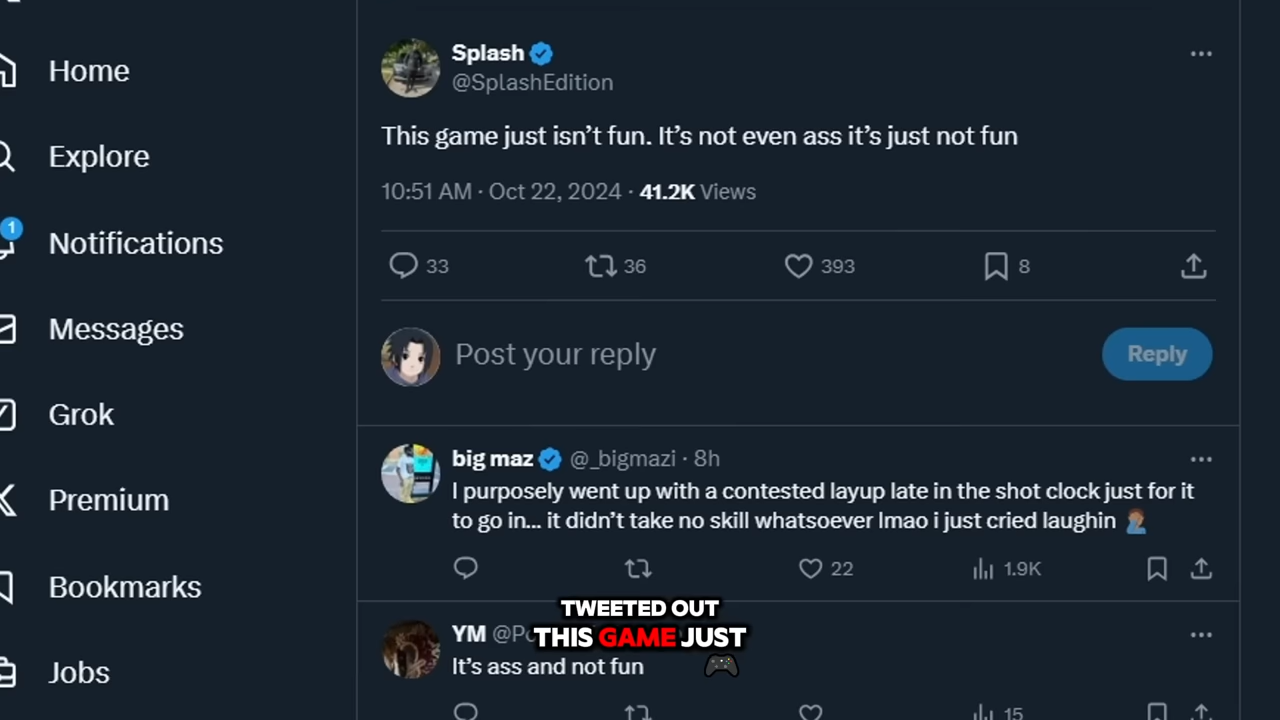 Home
Explore
1
Notifications
Messages
Grok
Premium
Bookmarks
Jobs
Splash
@SplashEdition
This game just isn’t fun. It’s not even ass it’s just not fun
10:51 AM · Oct 22, 2024 · 41.2K Views
33 36 393 8
Post your reply
Reply
big maz @_bigmazi · 8h
I purposely went up with a contested layup late in the shot clock just for it
to go in... it didn’t take no skill whatsoever lmao i just cried laughin
22 1.9K
TWEETED OUT
THIS GAME JUST
YM
It’s ass and not fun
15